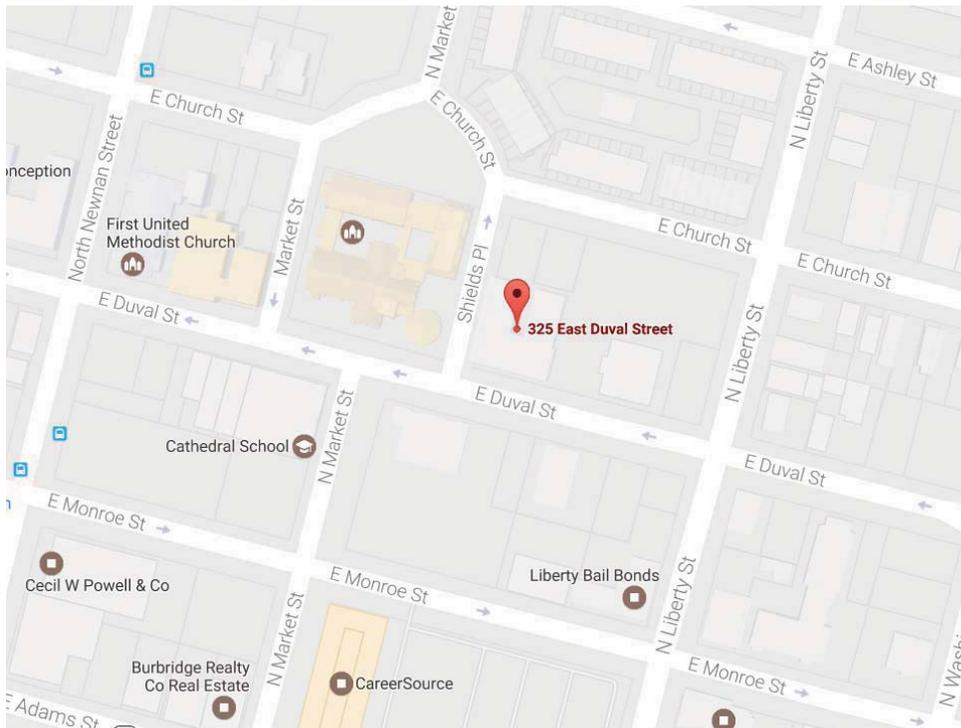 N Market
E Ashley St
E Church St
E Church St
N Liberty St
onception
North Newnan Street
First United
Methodist Church
Market St
Shields Pl
E Church St
E Church St
E Duval St
325 East Duval Street
N Liberty St
E Duval St
Cathedral School
N Market St
E Duval St
E Monroe St
Cecil W Powell & Co
E Monroe St
Liberty Bail Bonds
N Liberty St
Burbridge Realty
Co Real Estate
N Market St
CareerSource
E Monroe St
N Washi
E Adams St